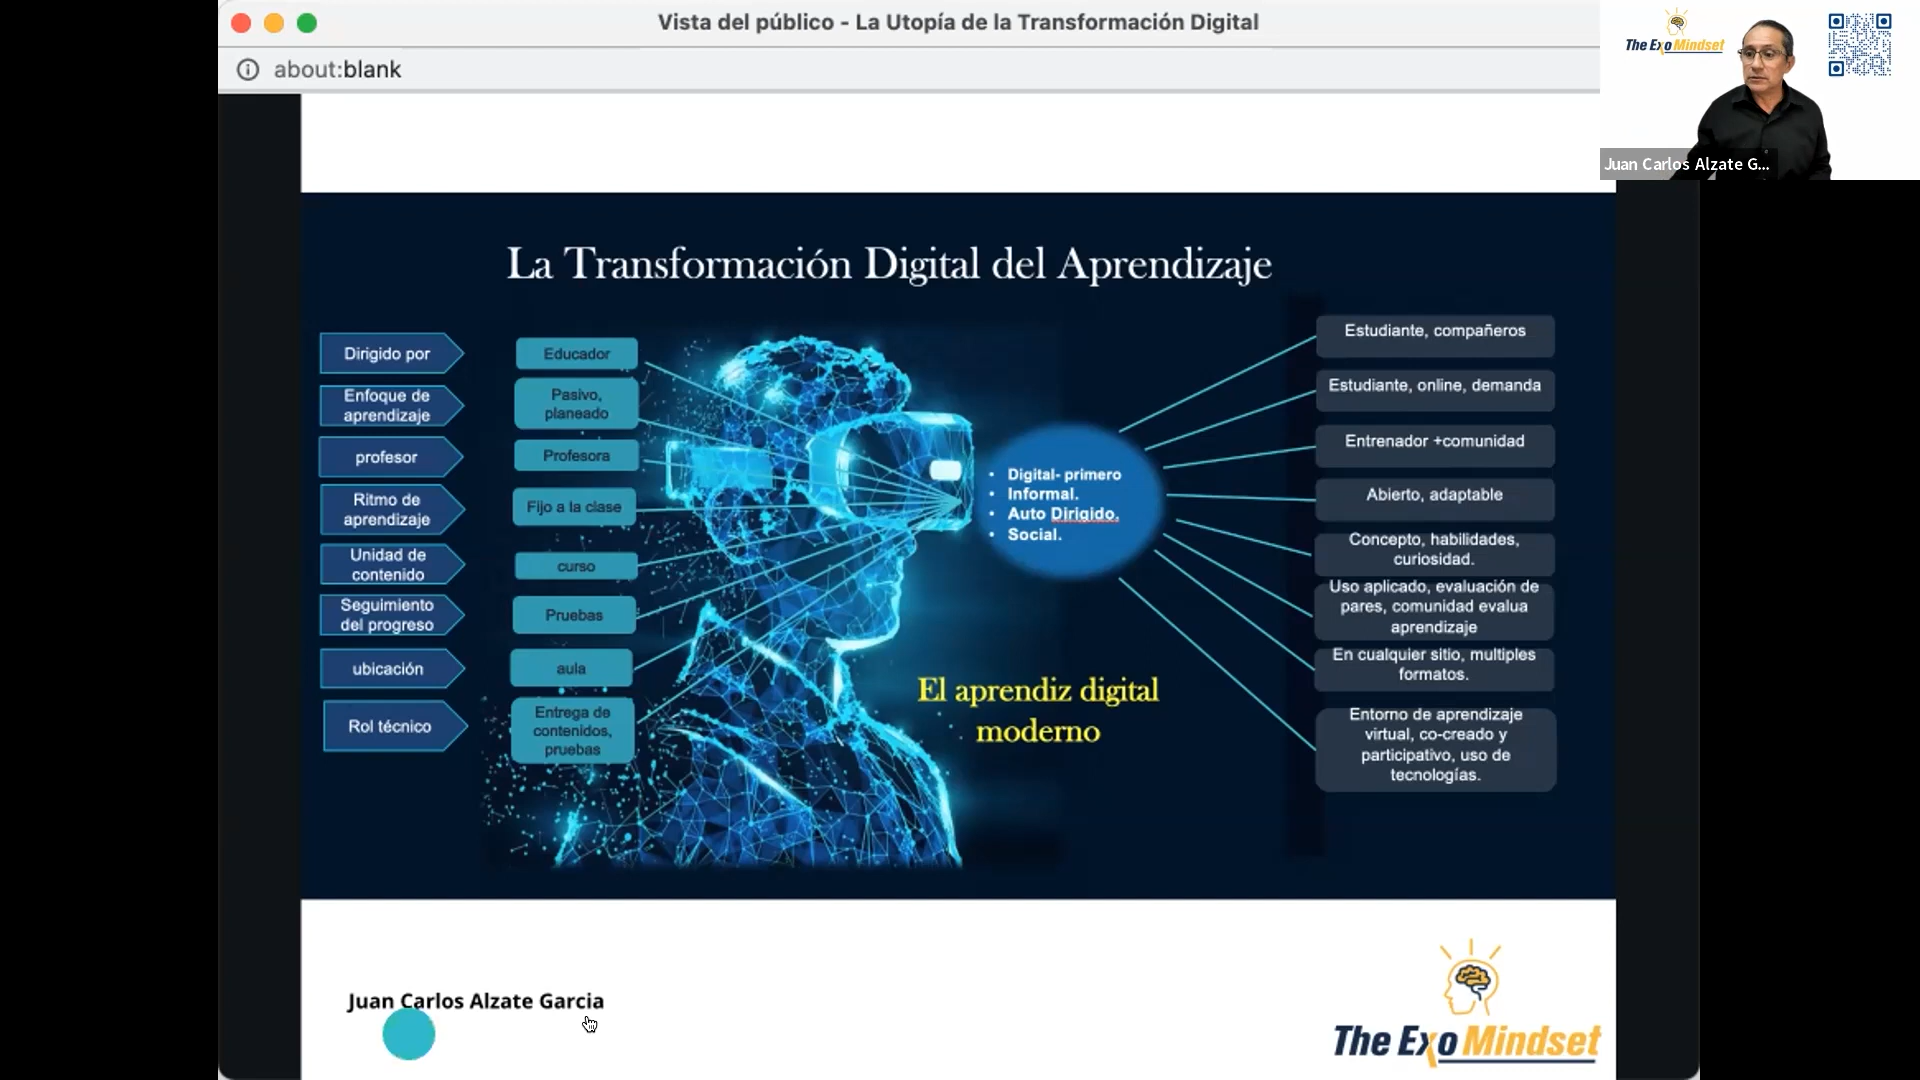 Vista del público - La Utopía de la Transformación Digital
about:blank
The Exo Mindset
Juan Carlos Alzate G...
La Transformación Digital del Aprendizaje
Dirigido por
Educador
Estudiante, compañeros
Enfoque de
aprendizaje
Pasivo,
planeado
Estudiante, online, demanda
profesor
Profesora
Entrenador +comunidad
Ritmo de
aprendizaje
Fijo a la clase
Abierto, adaptable
Unidad de
contenido
curso
Concepto, habilidades,
curiosidad.
Seguimiento
del progreso
Pruebas
Uso aplicado, evaluación de
pares, comunidad evalua
aprendizaje
ubicación
aula
En cualquier sitio, multiples
formatos.
Rol técnico
Entrega de
contenidos,
pruebas
Entorno de aprendizaje
virtual, co-creado y
participativo, uso de
tecnologías.
• Digital- primero
• Informal.
• Auto Dirigido.
• Social.
El aprendiz digital
moderno
Juan Carlos Alzate Garcia
The Exo Mindset